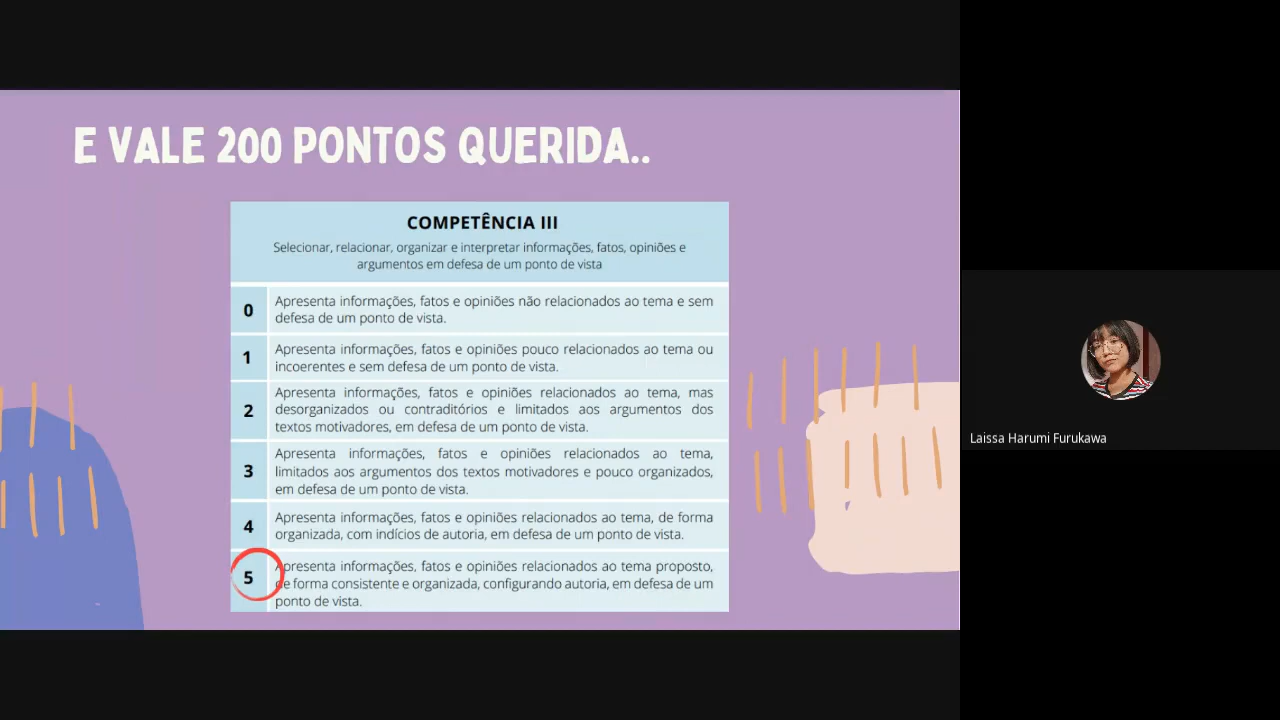 E VALE 200 PONTOS QUERIDA..
COMPETÊNCIA III
Selecionar, relacionar, organizar e interpretar informações, fatos, opiniões e
argumentos em defesa de um ponto de vista
0
Apresenta informações, fatos e opiniões não relacionados ao tema e sem
defesa de um ponto de vista.
1
Apresenta informações, fatos e opiniões pouco relacionados ao tema ou
incoerentes e sem defesa de um ponto de vista.
2
Apresenta informações, fatos e opiniões relacionados ao tema, mas
desorganizados ou contraditórios e limitados aos argumentos dos
textos motivadores, em defesa de um ponto de vista.
3
Apresenta informações, fatos e opiniões relacionados ao tema,
limitados aos argumentos dos textos motivadores e pouco organizados,
em defesa de um ponto de vista.
4
Apresenta informações, fatos e opiniões relacionados ao tema, de forma
organizada, com indícios de autoria, em defesa de um ponto de vista.
5
Apresenta informações, fatos e opiniões relacionados ao tema proposto,
de forma consistente e organizada, configurando autoria, em defesa de um
ponto de vista.
Laissa Harumi Furukawa